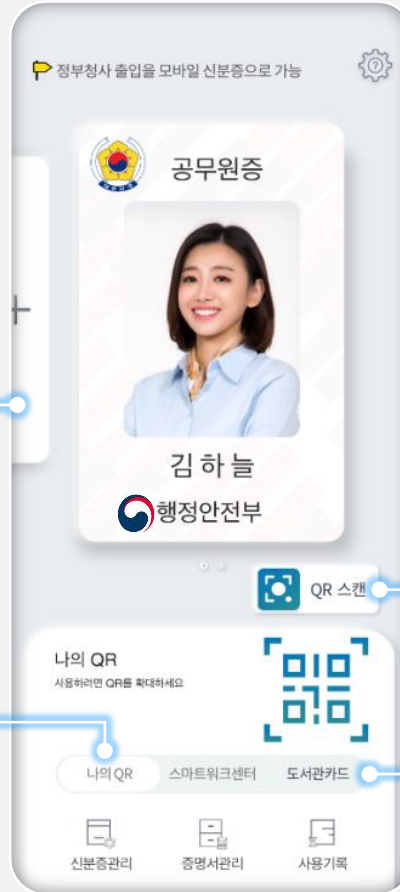 정부청사 출입을 모바일 신분증으로 가능
공무원증
김하늘
행정안전부
QR 스캔
나의 QR
사용하려면 QR를 확대하세요
나의 QR
스마트워크센터
도서관카드
신분증관리
증명서관리
사용기록